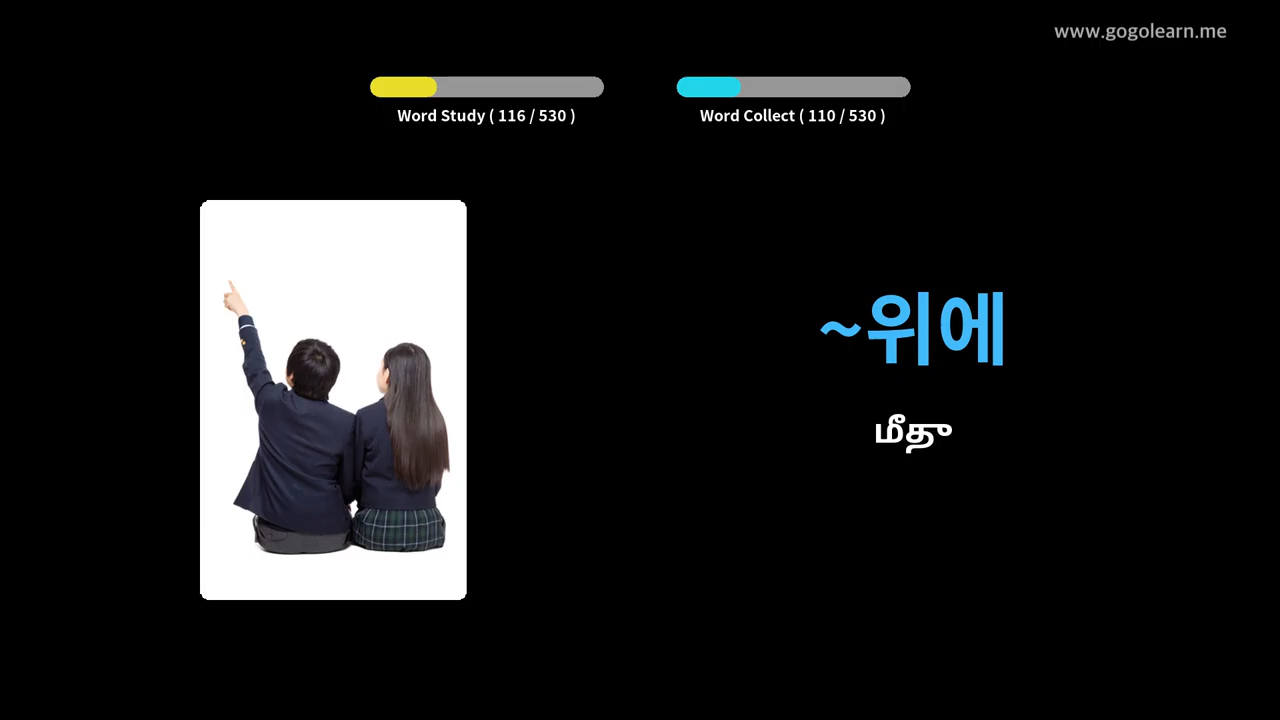 www.gogolearn.me
Word Study ( 116 / 530 )
Word Collect ( 110 / 530 )
~위에
மீது